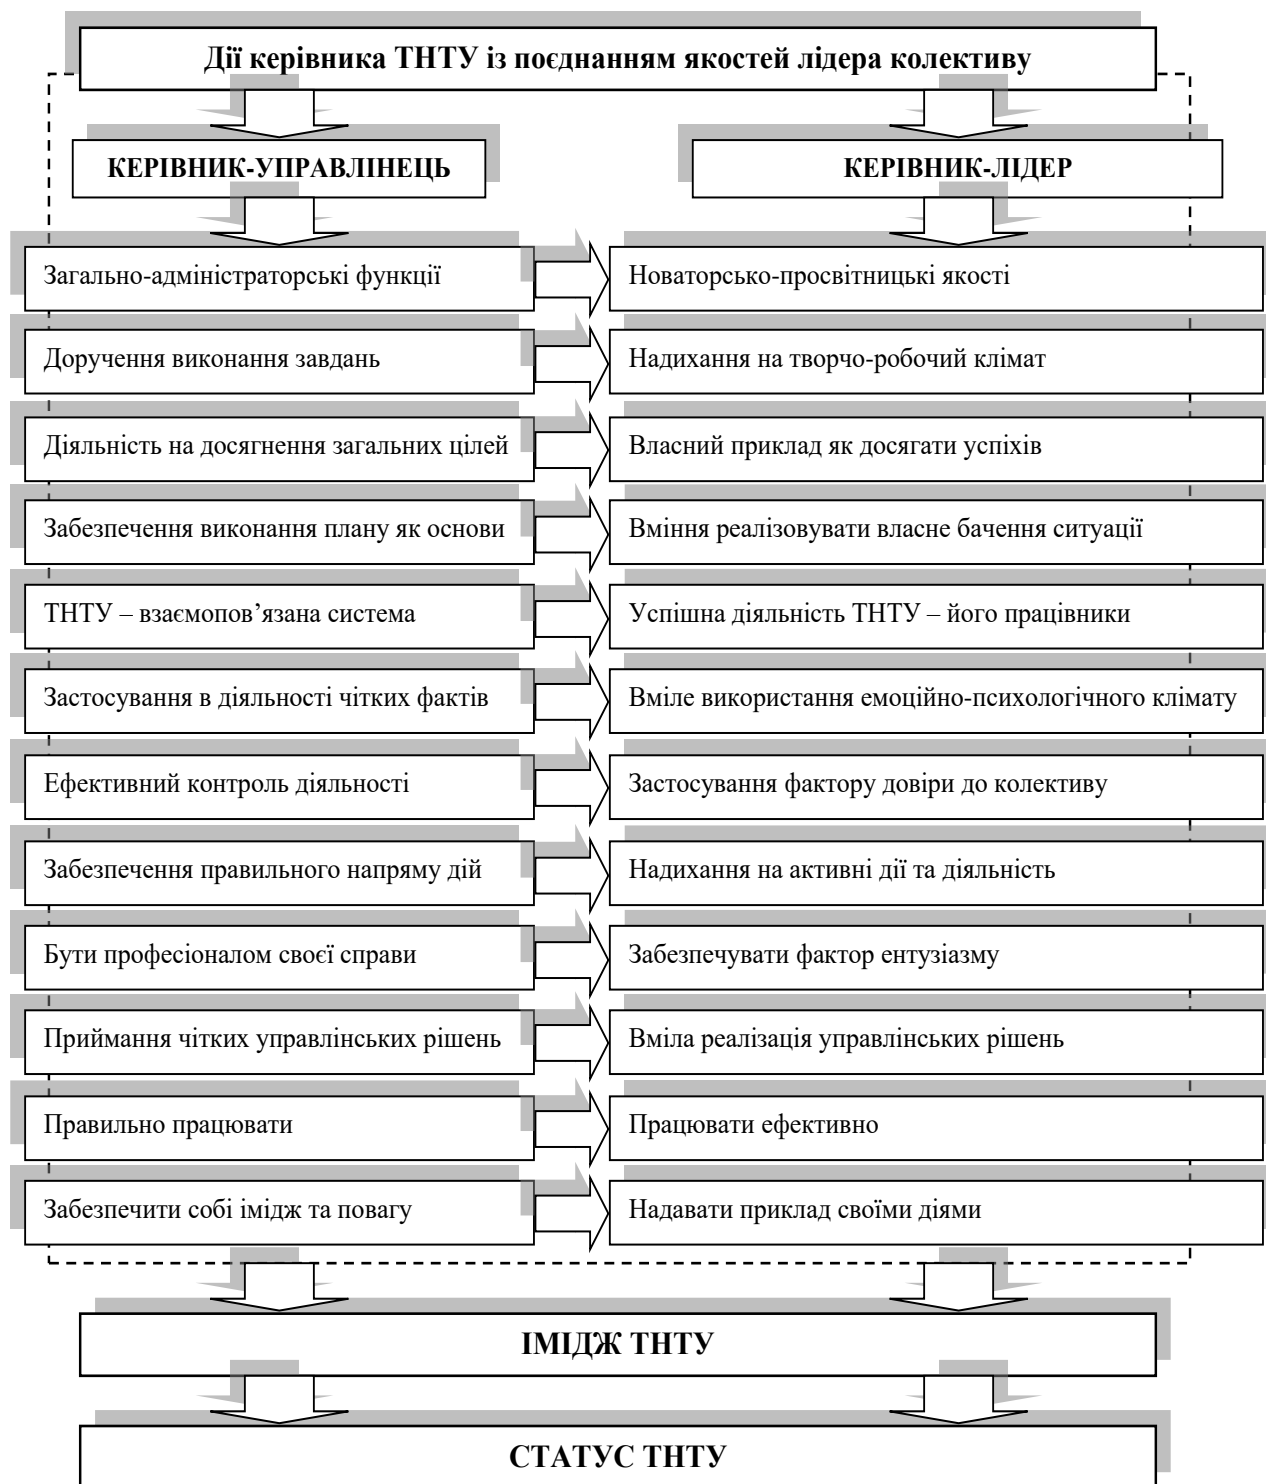 Дії керівника ТНТУ із поєднанням якостей лідера колективу
КЕРІВНИК-УПРАВЛІНЕЦЬ
КЕРІВНИК-ЛІДЕР
Загально-адміністраторські функції
Новаторсько-просвітницькі якості
Доручення виконання завдань
Надихання на творчо-робочий клімат
Діяльність на досягнення загальних цілей
Власний приклад як досягати успіхів
Забезпечення виконання плану як основи
Вміння реалізовувати власне бачення ситуації
ТНТУ – взаємопов’язана система
Успішна діяльність ТНТУ – його працівники
Застосування в діяльності чітких фактів
Вміле використання емоційно-психологічного клімату
Ефективний контроль діяльності
Застосування фактору довіри до колективу
Забезпечення правильного напряму дій
Надихання на активні дії та діяльність
Бути професіоналом своєї справи
Забезпечувати фактор ентузіазму
Приймання чітких управлінських рішень
Вміла реалізація управлінських рішень
Правильно працювати
Працювати ефективно
Забезпечити собі імідж та повагу
Надавати приклад своїми діями
ІМІДЖ ТНТУ
СТАТУС ТНТУ